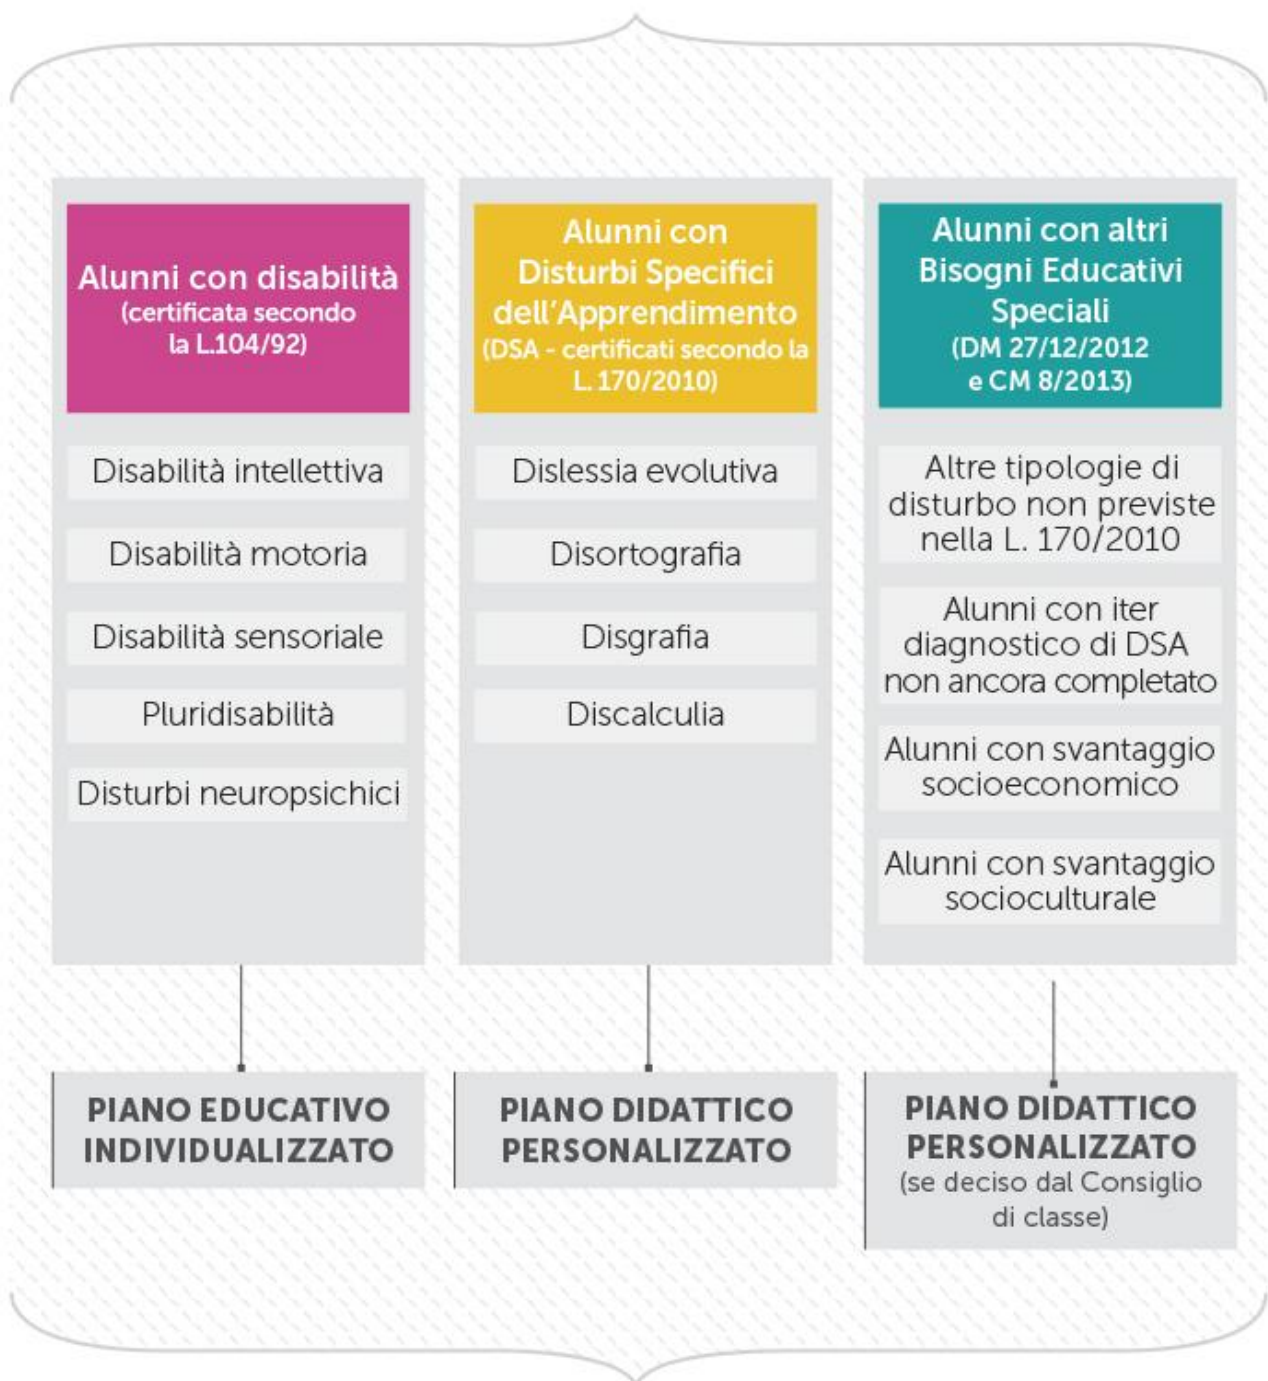 Alunni con disabilità
(certificata secondo
la L.104/92)
Disabilità intellettiva
Disabilità motoria
Disabilità sensoriale
Pluridisabilità
Disturbi neuropsichici
PIANO EDUCATIVO
INDIVIDUALIZZATO
Alunni con
Disturbi Specifici
dell'Apprendimento
(DSA - certificati secondo la
L. 170/2010)
Dislessia evolutiva
Disortografia
Disgrafia
Discalculia
PIANO DIDATTICO
PERSONALIZZATO
Alunni con altri
Bisogni Educativi
Speciali
(DM 27/12/2012
e CM 8/2013)
Altre tipologie di
disturbo non previste
nella L. 170/2010
Alunni con iter
diagnostico di DSA
non ancora completato
Alunni con svantaggio
socioeconomico
Alunni con svantaggio
socioculturale
PIANO DIDATTICO
PERSONALIZZATO
(se deciso dal Consiglio
di classe)